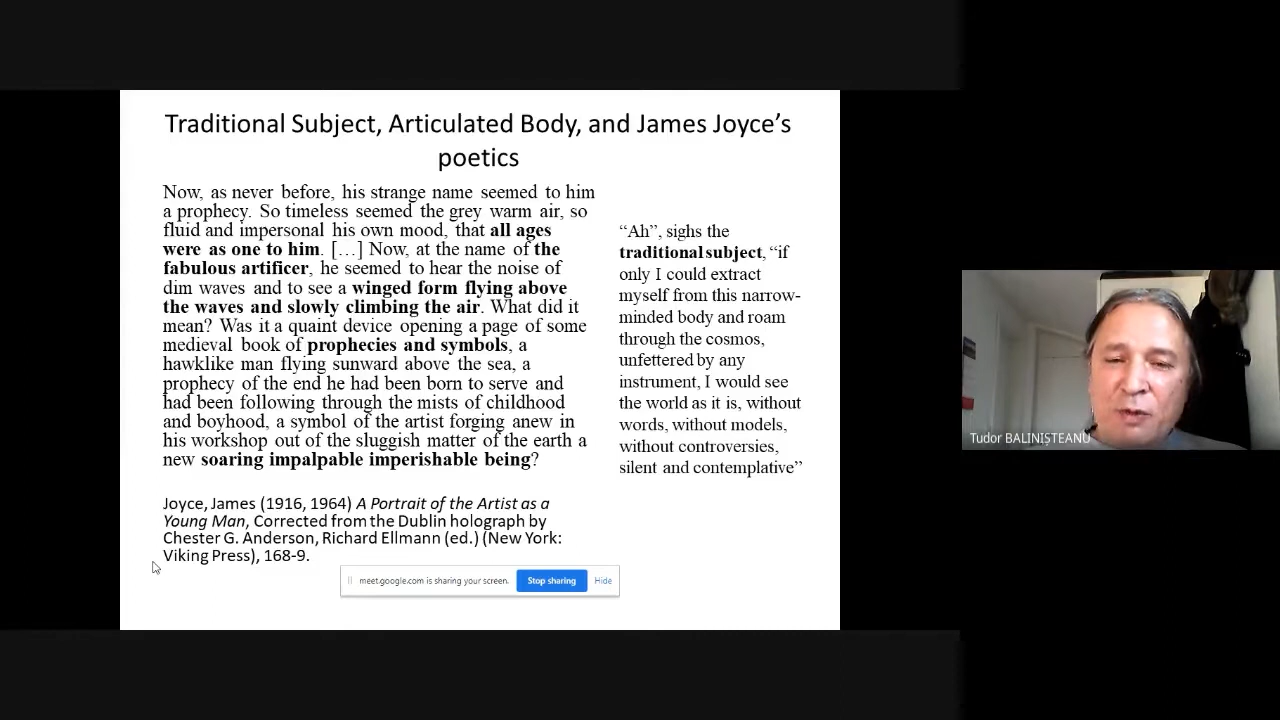 Traditional Subject, Articulated Body, and James Joyce's
poetics
Now, as never before, his strange name seemed to him
a prophecy. So timeless seemed the grey warm air, so
fluid and impersonal his own mood, that all ages
were as one to him. […] Now, at the name of the
fabulous artificer, he seemed to hear the noise of
dim waves and to see a winged form flying above
the waves and slowly climbing the air. What did it
mean? Was it a quaint device opening a page of some
medieval book of prophecies and symbols, a
hawklike man flying sunward above the sea, a
prophecy of the end he had been born to serve and
had been following through the mists of childhood
and boyhood, a symbol of the artist forging anew in
his workshop out of the sluggish matter of the earth a
new soaring impalpable imperishable being?
Joyce, James (1916, 1964) A Portrait of the Artist as a
Young Man, Corrected from the Dublin holograph by
Chester G. Anderson, Richard Ellmann (ed.) (New York:
Viking Press), 168-9.
“Ah”, sighs the
traditional subject, “if
only I could extract
myself from this narrow-
minded body and roam
through the cosmos,
unfettered by any
instrument, I would see
the world as it is, without
words, without models,
without controversies,
silent and contemplative”
meet.google.com is sharing your screen.
Stop sharing
Hide
Tudor BALINIȘTEANU